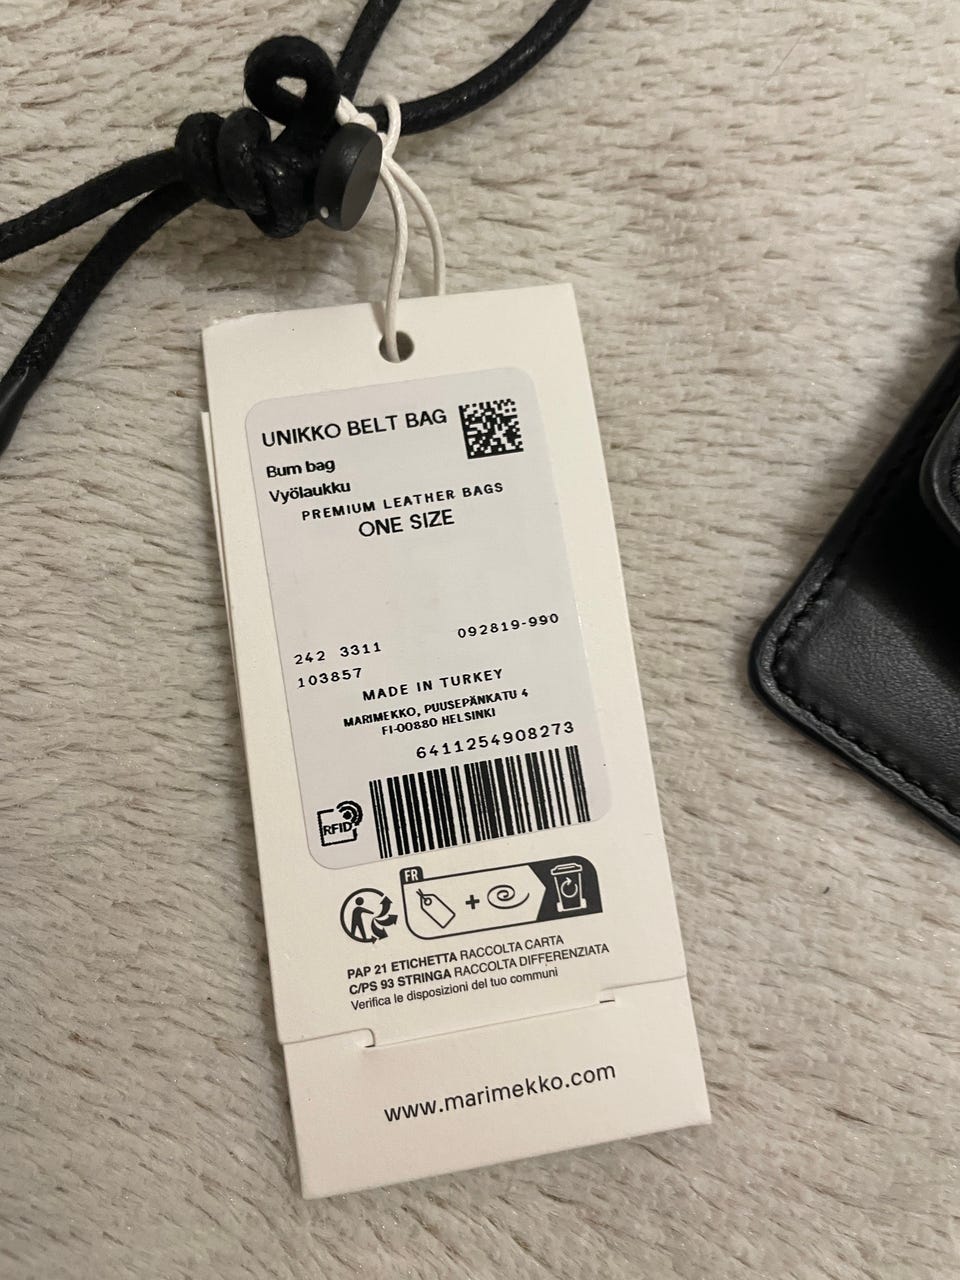 UNIKKO BELT BAG
Bum bag
Vyölaukku
PREMIUM LEATHER BAGS
ONE SIZE
242 3311
092819-990
103857
MADE IN TURKEY
MARIMEKKO, PUUSEPÄNKATU 4
FI-00880 HELSINKI
6411254908273
RFID
FR
+
PAP 21 ETICHETTA RACCOLTA CARTA
C/PS 93 STRINGA RACCOLTA DIFFERENZIATA
Verifica le disposizioni del tuo comuni
www.marimekko.com